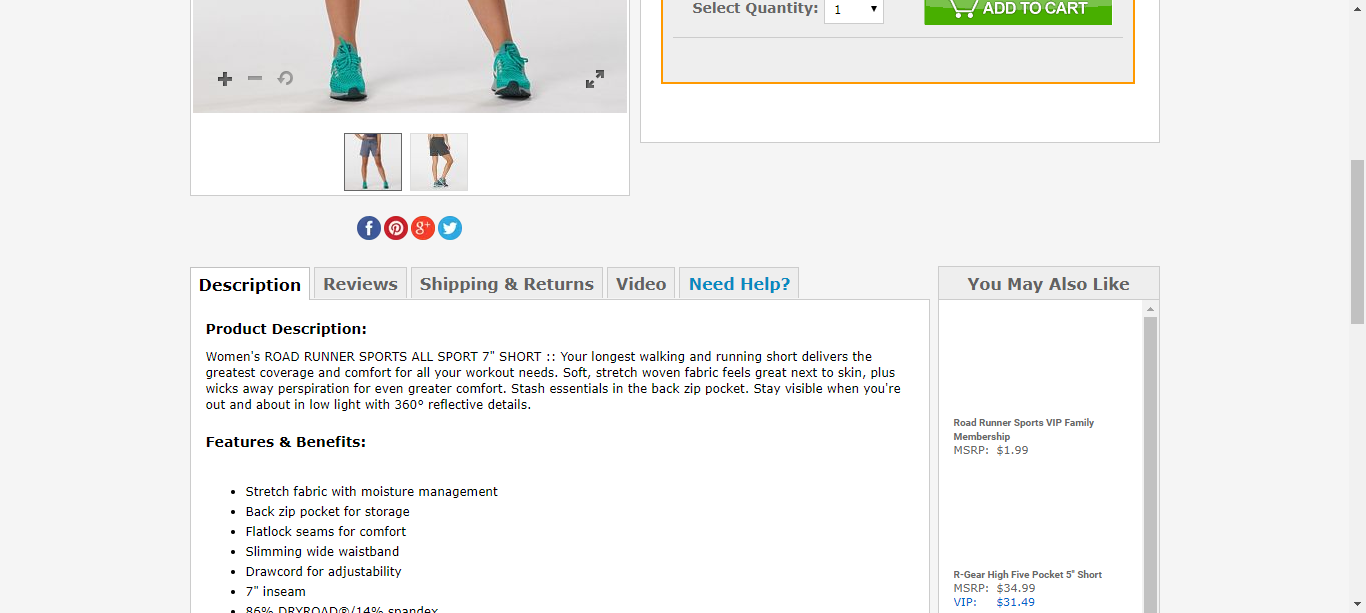 Select Quantity:
1
ADD TO CART
f
g+
Description
Reviews
Shipping & Returns
Video
Need Help?
Product Description:
Women's ROAD RUNNER SPORTS ALL SPORT 7" SHORT :: Your longest walking and running short delivers the
greatest coverage and comfort for all your workout needs. Soft, stretch woven fabric feels great next to skin, plus
wicks away perspiration for even greater comfort. Stash essentials in the back zip pocket. Stay visible when you're
out and about in low light with 360° reflective details.
Features & Benefits:
Stretch fabric with moisture management
Back zip pocket for storage
Flatlock seams for comfort
Slimming wide waistband
Drawcord for adjustability
7" inseam
86% DRYROAD®/14% spandex
You May Also Like
Road Runner Sports VIP Family
Membership
MSRP: $1.99
R-Gear High Five Pocket 5" Short
MSRP: $34.99
VIP: $31.49